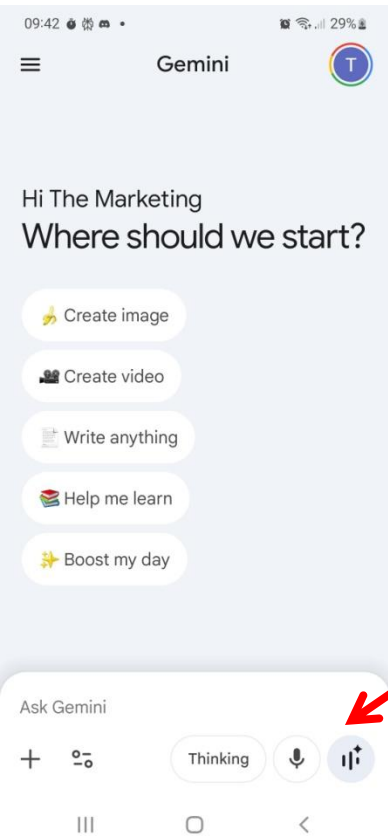 09:42
29%
Gemini
T
Hi The Marketing
Where should we start?
Create image
Create video
Write anything
Help me learn
Boost my day
Ask Gemini
Thinking